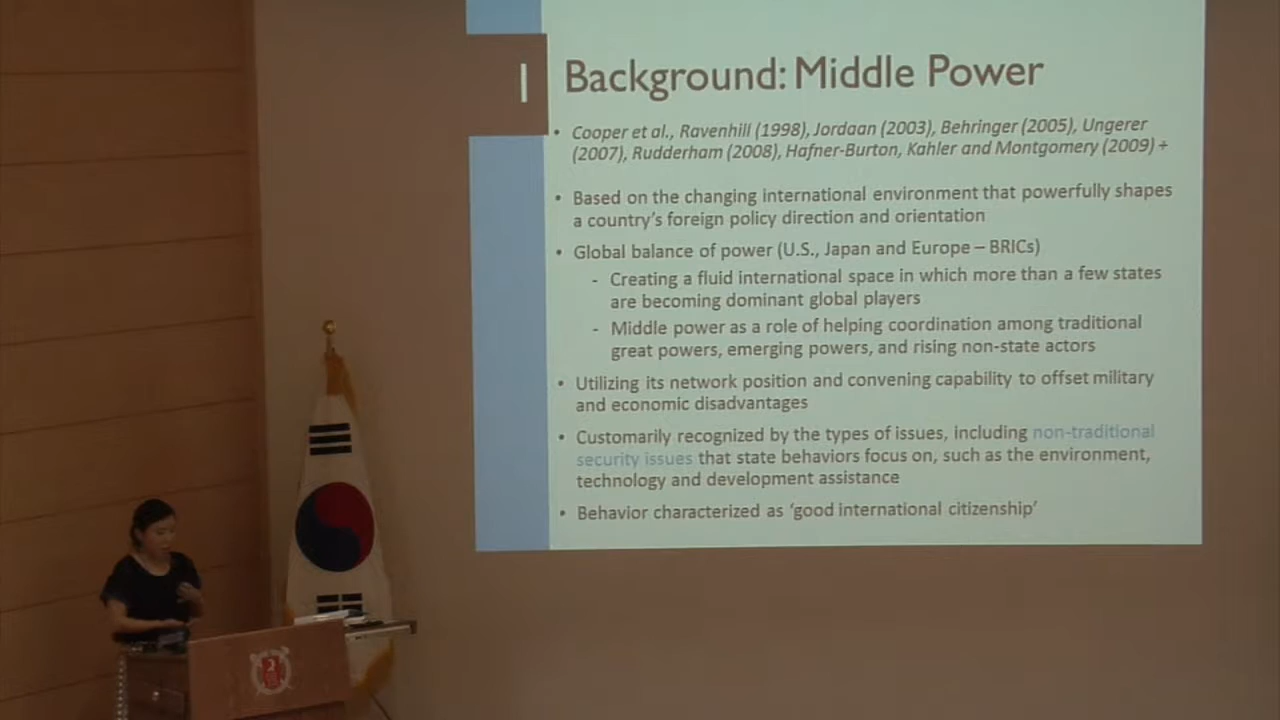 Background: Middle Power
• Cooper et al., Ravenhill (1998), Jordaan (2003), Behringer (2005), Ungerer
(2007), Rudderham (2008), Hafner-Burton, Kahler and Montgomery (2009) +
• Based on the changing international environment that powerfully shapes
a country's foreign policy direction and orientation
• Global balance of power (U.S., Japan and Europe – BRICs)
- Creating a fluid international space in which more than a few states
are becoming dominant global players
- Middle power as a role of helping coordination among traditional
great powers, emerging powers, and rising non-state actors
• Utilizing its network position and convening capability to offset military
and economic disadvantages
• Customarily recognized by the types of issues, including non-traditional
security issues that state behaviors focus on, such as the environment,
technology and development assistance
• Behavior characterized as 'good international citizenship'